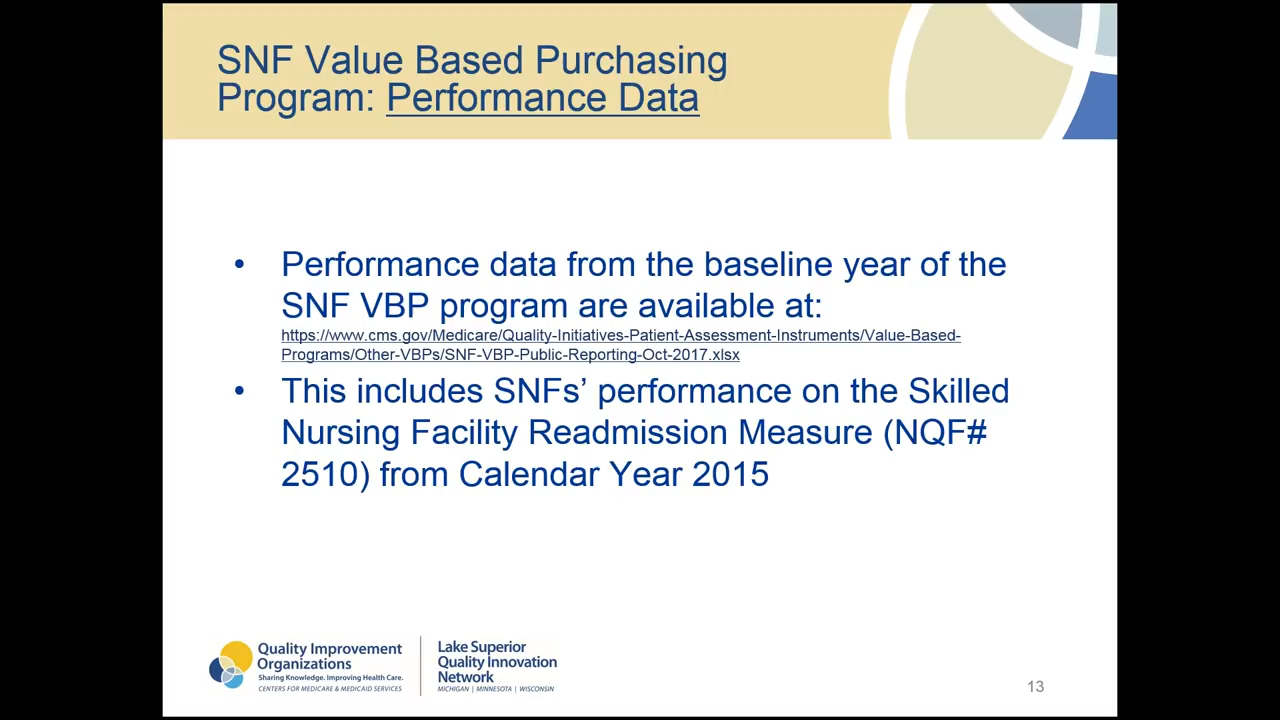 SNF Value Based Purchasing
Program: Performance Data
• Performance data from the baseline year of the
SNF VBP program are available at:
https://www.cms.gov/Medicare/Quality-Initiatives-Patient-Assessment-Instruments/Value-Based-
Programs/Other-VBPs/SNF-VBP-Public-Reporting-Oct-2017.xlsx
• This includes SNFs’ performance on the Skilled
Nursing Facility Readmission Measure (NQF#
2510) from Calendar Year 2015
Quality Improvement
Organizations
Sharing Knowledge. Improving Health Care.
CENTERS FOR MEDICARE & MEDICAID SERVICES
Lake Superior
Quality Innovation
Network
MICHIGAN | MINNESOTA | WISCONSIN
13